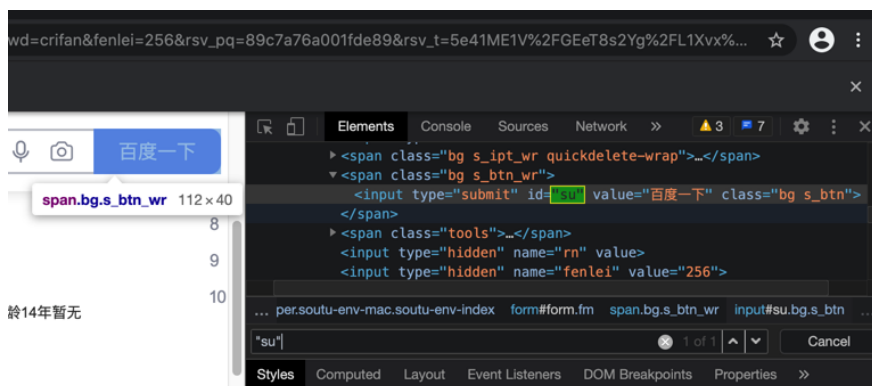 wd=crifan&fenlei=256&rsv_pq=89c7a76a001fde89&rsv_t=5e41ME1V%2FGEeT8s2Yg%2FL1Xvx%...
Elements Console Sources Network » 3 7
百度一下
span.bg.s_btn_wr 112 × 40
8
9
10
龄14年暂无
<span class="bg s_ipt_wr quickdelete-wrap">…</span>
<span class="bg s_btn_wr">
<input type="submit" id="su" value="百度一下" class="bg s_btn">
</span>
<span class="tools">…</span>
<input type="hidden" name="rn" value>
<input type="hidden" name="fenlei" value="256">
... per.soutu-env-mac.soutu-env-index form#form.fm span.bg.s_btn_wr input#su.bg.s_btn ...
"su" 1 of 1 Cancel
Styles Computed Layout Event Listeners DOM Breakpoints Properties »